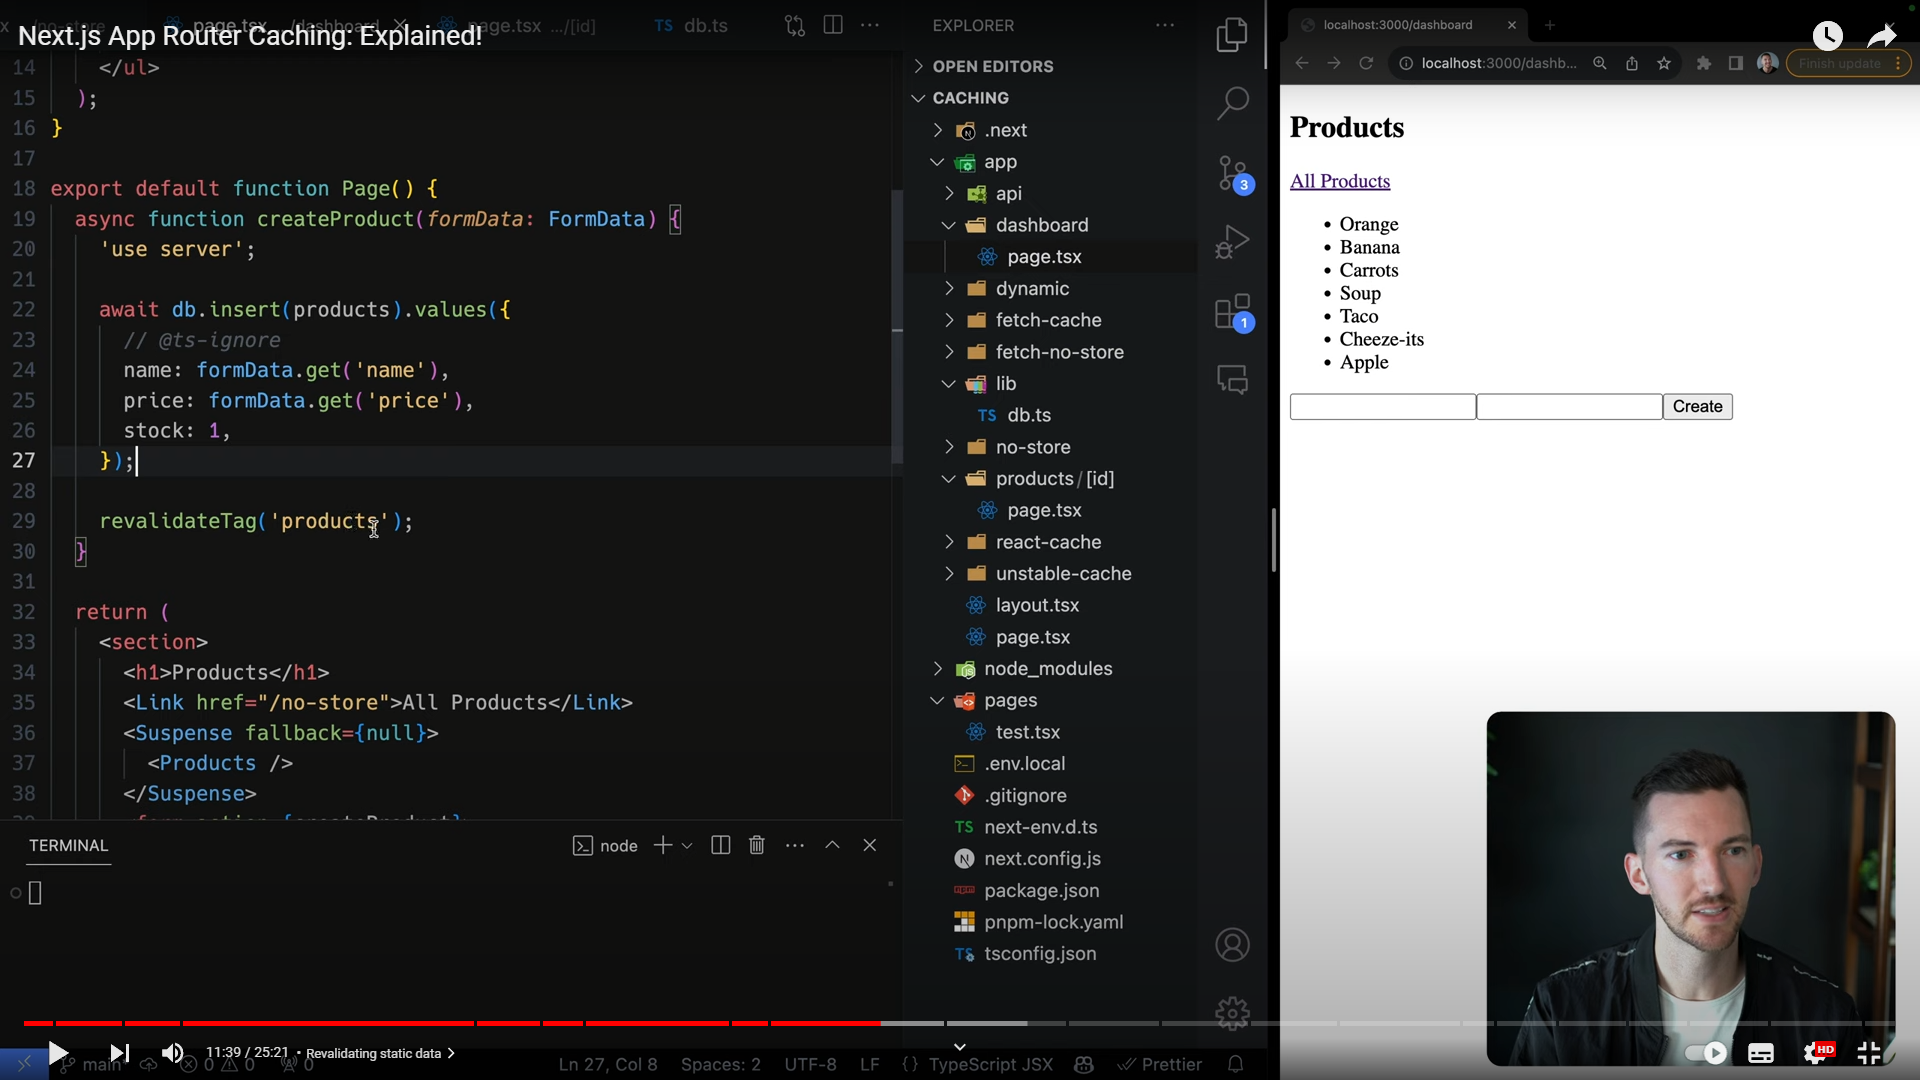 Next.js App Router Caching: Explained!
no-store
page.tsx .../dashboard
page.tsx .../[id]
TS db.ts
14 </ul>
15 );
16 }
17
18 export default function Page() {
19 async function createProduct(formData: FormData) {
20 'use server';
21
22 await db.insert(products).values({
23 // @ts-ignore
24 name: formData.get('name'),
25 price: formData.get('price'),
26 stock: 1,
27 });
28
29 revalidateTag('products');
30 }
31
32 return (
33 <section>
34 <h1>Products</h1>
35 <Link href="/no-store">All Products</Link>
36 <Suspense fallback={null}>
37 <Products />
38 </Suspense>
TERMINAL
node
EXPLORER
OPEN EDITORS
CACHING
.next
app
api
dashboard
page.tsx
dynamic
fetch-cache
fetch-no-store
lib
TS db.ts
no-store
products/[id]
page.tsx
react-cache
unstable-cache
layout.tsx
page.tsx
node_modules
pages
test.tsx
.env.local
.gitignore
TS next-env.d.ts
N next.config.js
package.json
pnpm-lock.yaml
TS tsconfig.json
3
1
localhost:3000/dashboard
localhost:3000/dashb...
Finish update
Products
All Products
• Orange
• Banana
• Carrots
• Soup
• Taco
• Cheeze-its
• Apple
Create
11:39 / 25:21 • Revalidating static data
main
0
0
0
Ln 27, Col 8
Spaces: 2
UTF-8
LF
{} TypeScript JSX
Prettier
HD